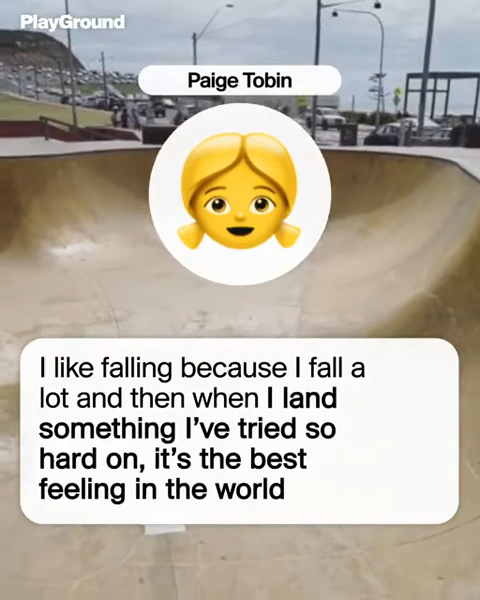 PlayGround
Paige Tobin
I like falling because I fall a
lot and then when I land
something I've tried so
hard on, it's the best
feeling in the world